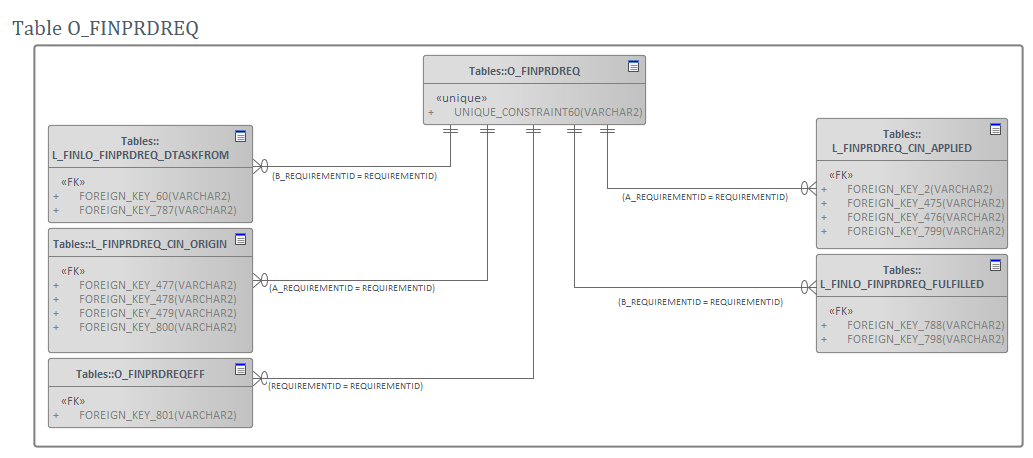 Table O_FINPRDREQ
Tables::O_FINPRDREQ
«unique»
+ UNIQUE_CONSTRAINT60(VARCHAR2)
Tables::
L_FINLO_FINPRDREQ_DTASKFROM
«FK»
+ FOREIGN_KEY_60(VARCHAR2)
+ FOREIGN_KEY_787(VARCHAR2)
(B_REQUIREMENTID = REQUIREMENTID)
Tables::L_FINPRDREQ_CIN_ORIGIN
«FK»
+ FOREIGN_KEY_477(VARCHAR2)
+ FOREIGN_KEY_478(VARCHAR2)
+ FOREIGN_KEY_479(VARCHAR2)
+ FOREIGN_KEY_800(VARCHAR2)
(A_REQUIREMENTID = REQUIREMENTID)
Tables::O_FINPRDREQEFF
«FK»
+ FOREIGN_KEY_801(VARCHAR2)
(REQUIREMENTID = REQUIREMENTID)
Tables::
L_FINPRDREQ_CIN_APPLIED
«FK»
+ FOREIGN_KEY_2(VARCHAR2)
+ FOREIGN_KEY_475(VARCHAR2)
+ FOREIGN_KEY_476(VARCHAR2)
+ FOREIGN_KEY_799(VARCHAR2)
(A_REQUIREMENTID = REQUIREMENTID)
Tables::
L_FINLO_FINPRDREQ_FULFILLED
«FK»
+ FOREIGN_KEY_788(VARCHAR2)
+ FOREIGN_KEY_798(VARCHAR2)
(B_REQUIREMENTID = REQUIREMENTID)